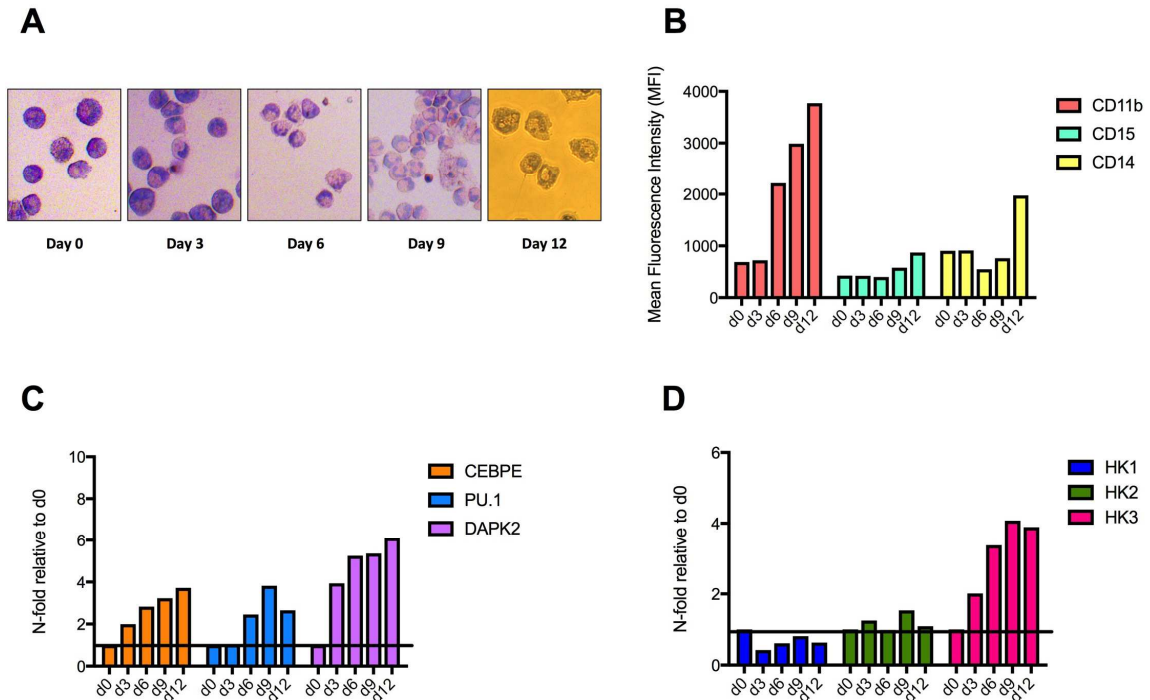 A
Day 0
Day 3
Day 6
Day 9
Day 12
B
Mean Fluorescence Intensity (MFI)
4000
3000
2000
1000
0
d0 d3 d6 d9 d12 d0 d3 d6 d9 d12 d0 d3 d6 d9 d12
CD11b
CD15
CD14
C
N-fold relative to d0
10
8
6
4
2
0
d0 d3 d6 d9 d12 d0 d3 d6 d9 d12 d0 d3 d6 d9 d12
CEBPE
PU.1
DAPK2
D
N-fold relative to d0
6
4
2
0
d0 d3 d6 d9 d12 d0 d3 d6 d9 d12 d0 d3 d6 d9 d12
HK1
HK2
HK3